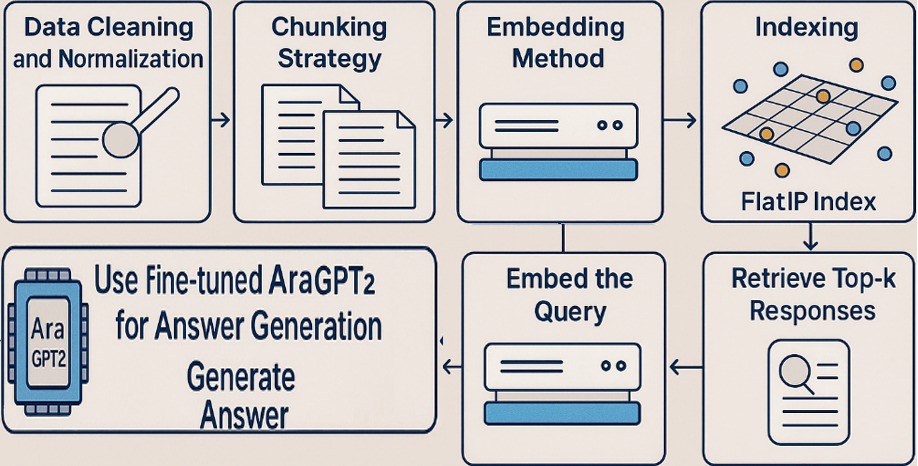 Data Cleaning
and Normalization
Chunking
Strategy
Embedding
Method
Indexing
FlatIP Index
Use Fine-tuned AraGPT2
for Answer Generation
Generate
Answer
Ara
GPT2
Embed the
Query
Retrieve Top-k
Responses